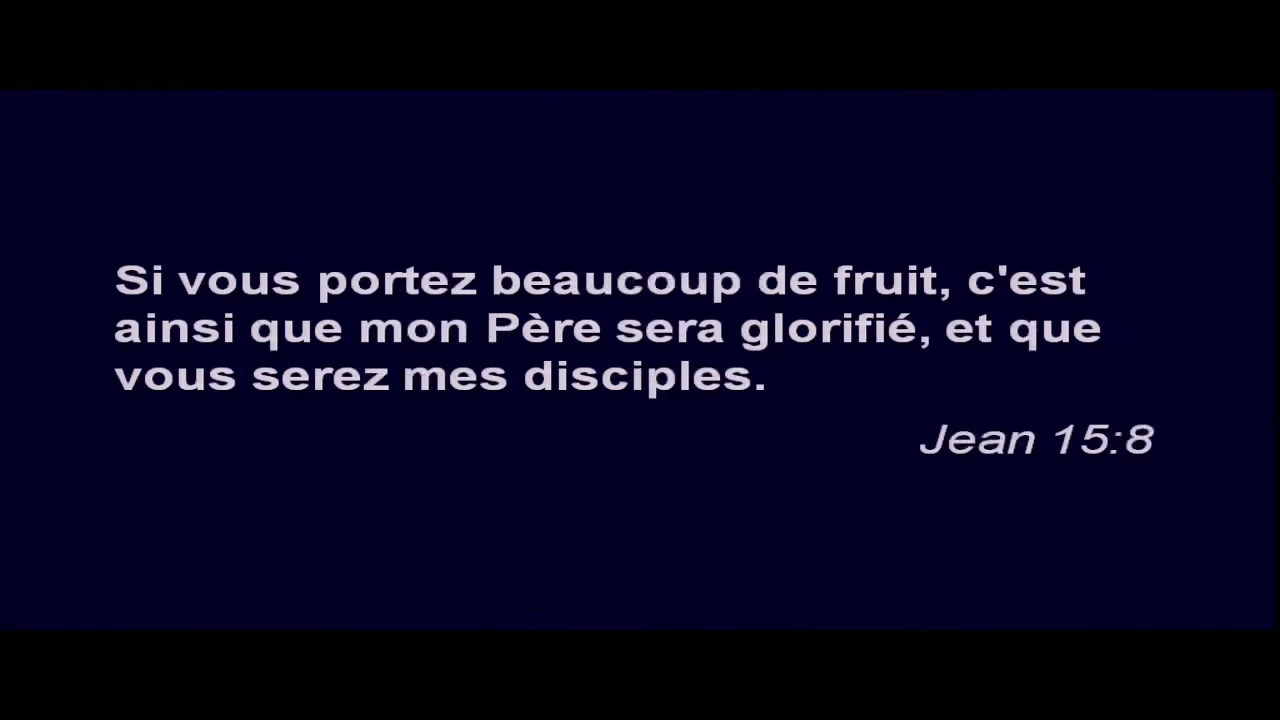 Si vous portez beaucoup de fruit, c'est
ainsi que mon Père sera glorifié, et que
vous serez mes disciples.
Jean 15:8